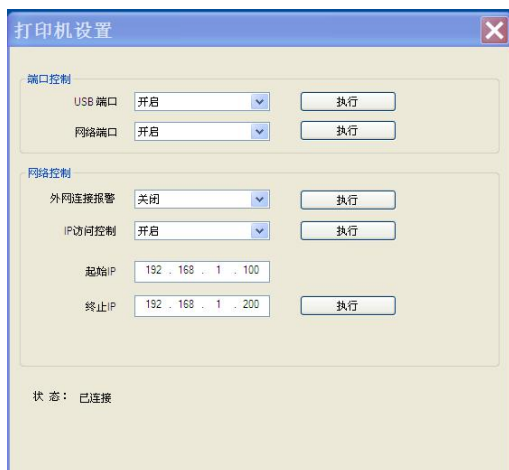 打印机设置
端口控制
USB 端口 开启 执行
网络端口 开启 执行
网络控制
外网连接报警 关闭 执行
IP访问控制 开启 执行
起始IP 192 . 168 . 1 . 100
终止IP 192 . 168 . 1 . 200 执行
状 态： 已连接